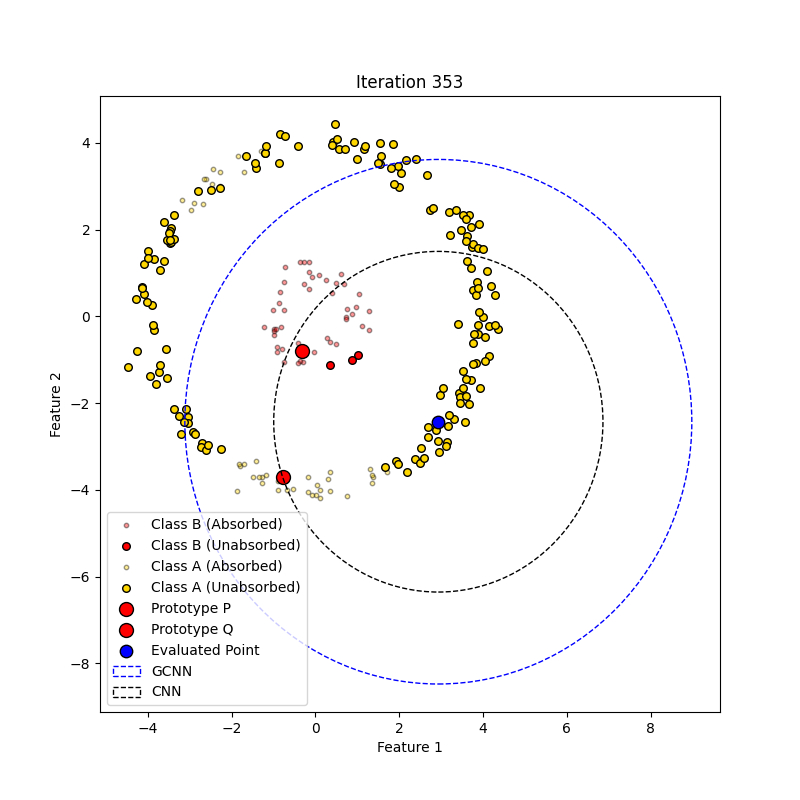 Iteration 353
4
2
0
−2
−4
−6
−8
Feature 2
Class B (Absorbed)
Class B (Unabsorbed)
Class A (Absorbed)
Class A (Unabsorbed)
Prototype P
Prototype Q
Evaluated Point
GCNN
CNN
−4 −2 0 2 4 6 8
Feature 1